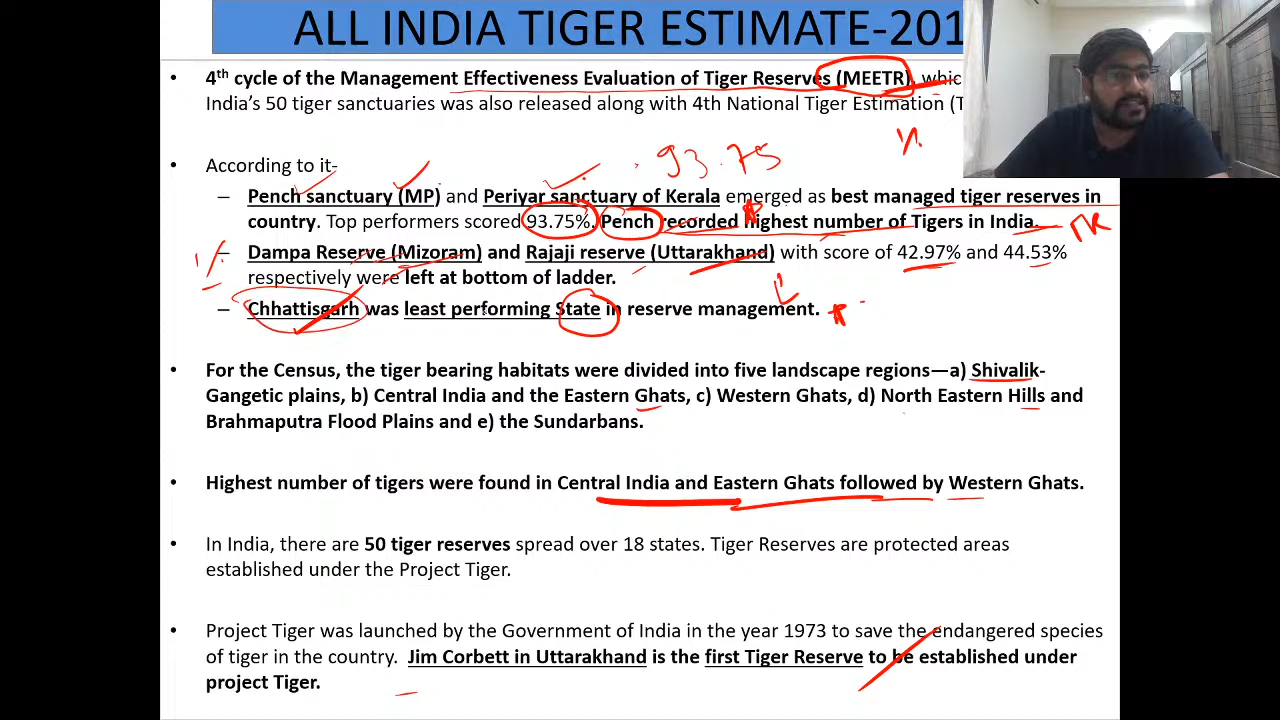 ALL INDIA TIGER ESTIMATE-201
• 4th cycle of the Management Effectiveness Evaluation of Tiger Reserves (MEETR), which
India's 50 tiger sanctuaries was also released along with 4th National Tiger Estimation (T
• According to it-
93.75
– Pench sanctuary (MP) and Periyar sanctuary of Kerala emerged as best managed tiger reserves in
country. Top performers scored 93.75%. Pench recorded highest number of Tigers in India.
TR
– Dampa Reserve (Mizoram) and Rajaji reserve (Uttarakhand) with score of 42.97% and 44.53%
respectively were left at bottom of ladder.
– Chhattisgarh was least performing State in reserve management.
• For the Census, the tiger bearing habitats were divided into five landscape regions—a) Shivalik-
Gangetic plains, b) Central India and the Eastern Ghats, c) Western Ghats, d) North Eastern Hills and
Brahmaputra Flood Plains and e) the Sundarbans.
• Highest number of tigers were found in Central India and Eastern Ghats followed by Western Ghats.
• In India, there are 50 tiger reserves spread over 18 states. Tiger Reserves are protected areas
established under the Project Tiger.
• Project Tiger was launched by the Government of India in the year 1973 to save the endangered species
of tiger in the country. Jim Corbett in Uttarakhand is the first Tiger Reserve to be established under
project Tiger.